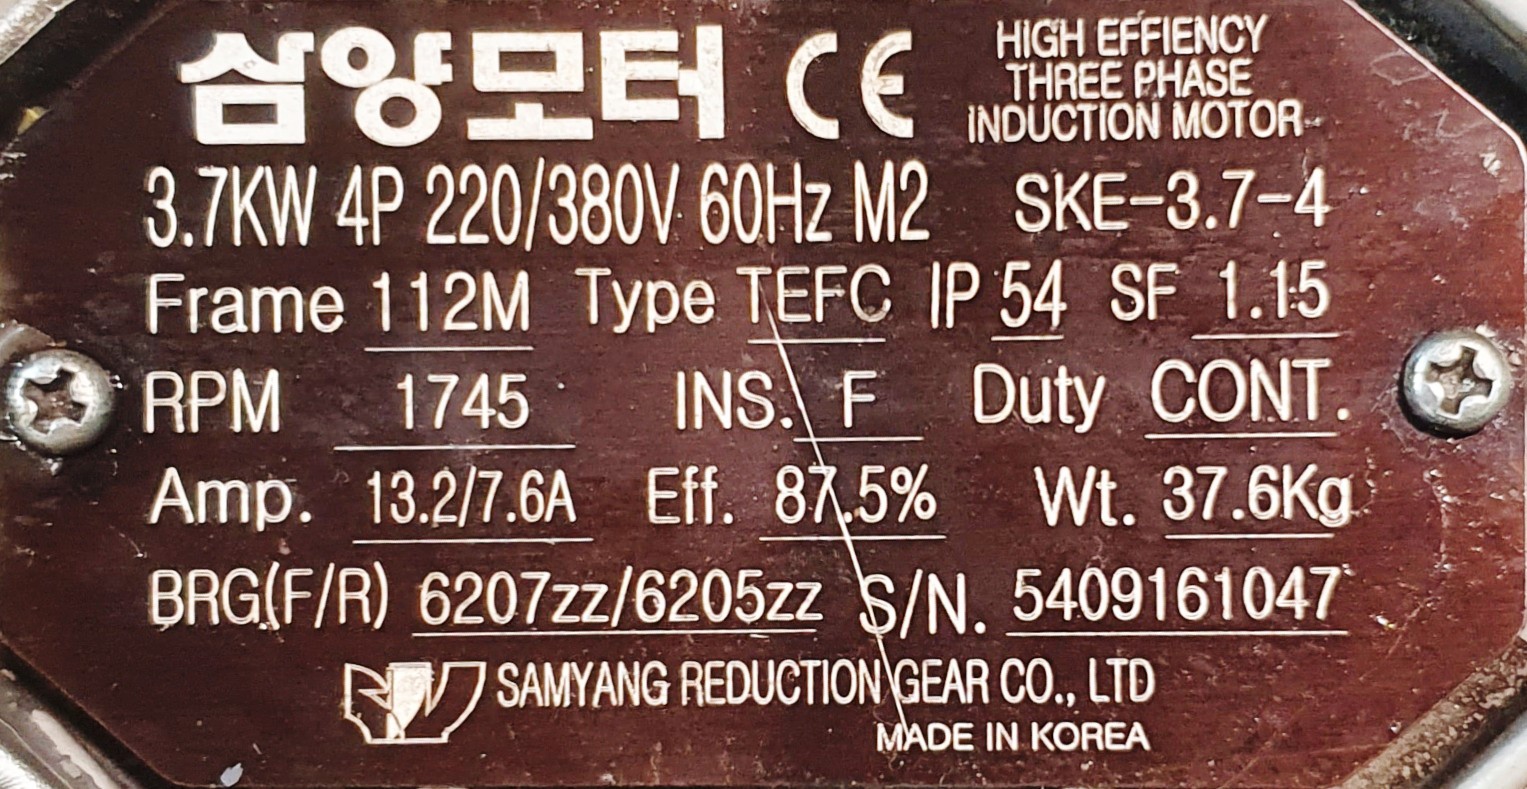 삼양모터 CE HIGH EFFIENCY
THREE PHASE
INDUCTION MOTOR
3.7KW 4P 220/380V 60Hz M2 SKE-3.7-4
Frame 112M Type TEFC IP 54 SF 1.15
RPM 1745 INS. F Duty CONT.
Amp. 13.2/7.6A Eff. 87.5% Wt. 37.6Kg
BRG(F/R) 6207zz/6205zz S/N. 5409161047
SAMYANG REDUCTION GEAR CO., LTD
MADE IN KOREA